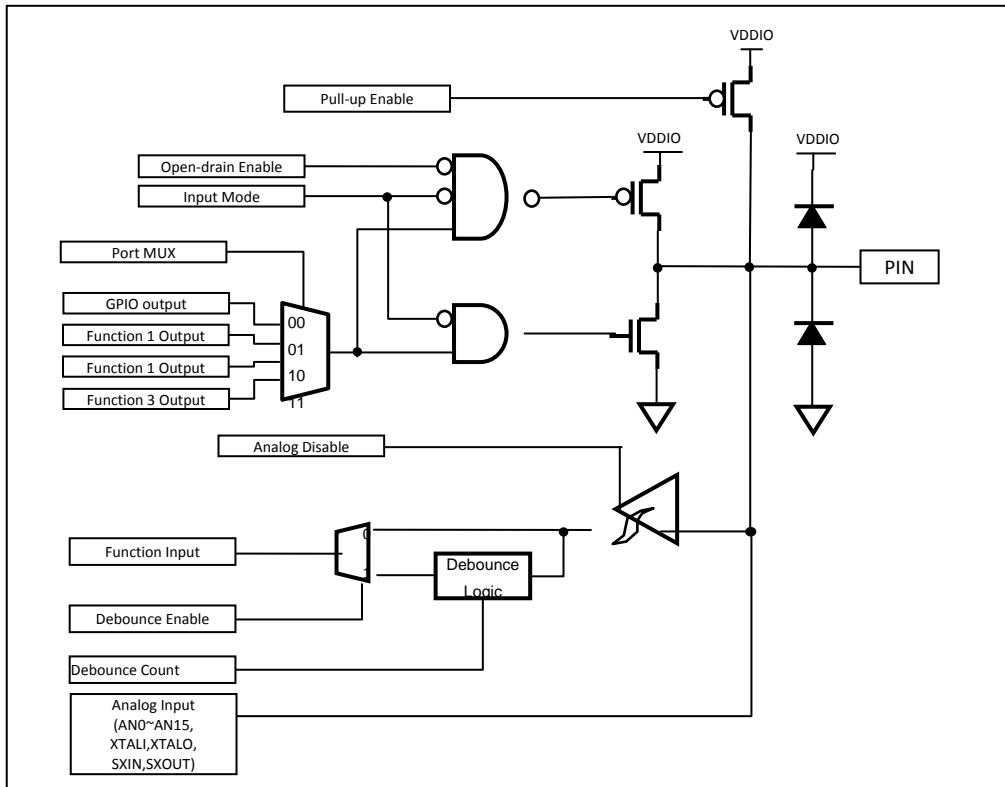 VDDIO
Pull-up Enable
VDDIO
VDDIO
Open-drain Enable
Input Mode
Port MUX
PIN
GPIO output
00
Function 1 Output
01
Function 1 Output
10
Function 3 Output
11
Analog Disable
0
Function Input
Debounce
1
Logic
Debounce Enable
Debounce Count
Analog Input
(AN0~AN15,
XTALI,XTALO,
SXIN,SXOUT)